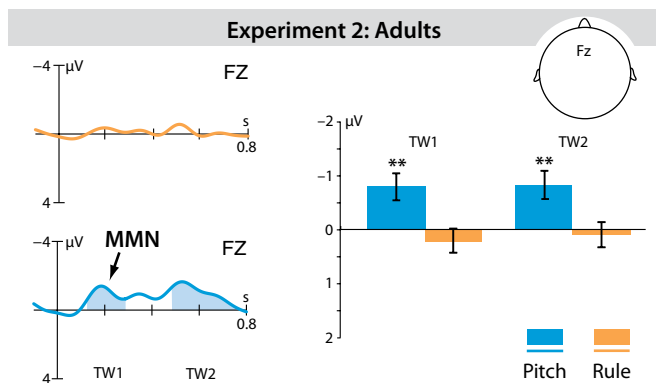 Experiment 2: Adults
Fz
−4 µV FZ
s
0.8
4
−4 µV FZ
MMN
s
0.8
4
TW1 TW2
µV
−2
TW1 TW2
** **
−1
0
1
2
Pitch Rule